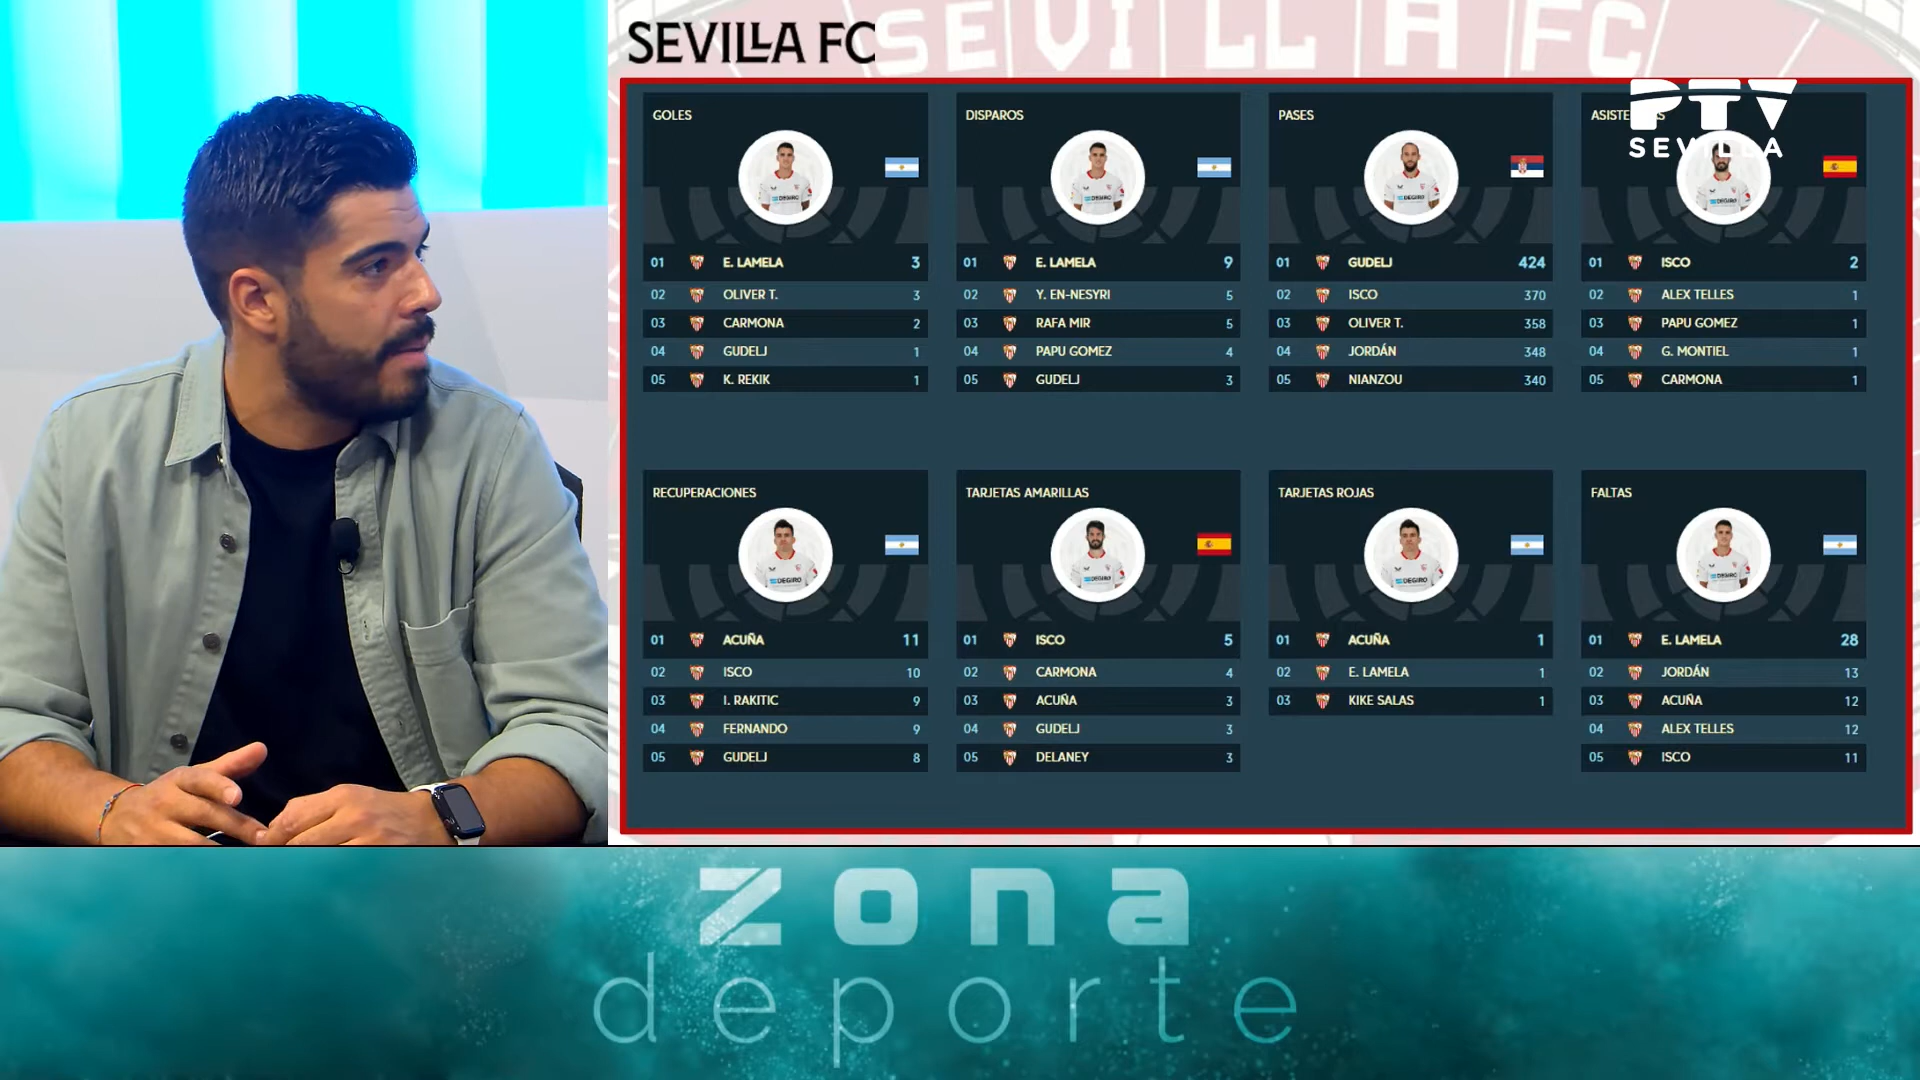 SEVILLA FC
SEVILLA FC
PTV
SEVILLA
GOLES
01 E. LAMELA 3
02 OLIVER T. 3
03 CARMONA 2
04 GUDELJ 1
05 K. REKIK 1
DISPAROS
01 E. LAMELA 9
02 Y. EN-NESYRI 5
03 RAFA MIR 5
04 PAPU GOMEZ 4
05 GUDELJ 3
PASES
01 GUDELJ 424
02 ISCO 370
03 OLIVER T. 358
04 JORDÁN 348
05 NIANZOU 340
01 ISCO 2
02 ALEX TELLES 1
03 PAPU GOMEZ 1
04 G. MONTIEL 1
05 CARMONA 1
RECUPERACIONES
DEGIRO
01 ACUÑA 11
02 ISCO 10
03 I. RAKITIC 9
04 FERNANDO 9
05 GUDELJ 8
TARJETAS AMARILLAS
DEGIRO
01 ISCO 5
02 CARMONA 4
03 ACUÑA 3
04 GUDELJ 3
05 DELANEY 3
TARJETAS ROJAS
DEGIRO
01 ACUÑA 1
02 E. LAMELA 1
03 KIKE SALAS 1
FALTAS
DEGIRO
01 E. LAMELA 28
02 JORDÁN 13
03 ACUÑA 12
04 ALEX TELLES 12
05 ISCO 11
zona
deporte